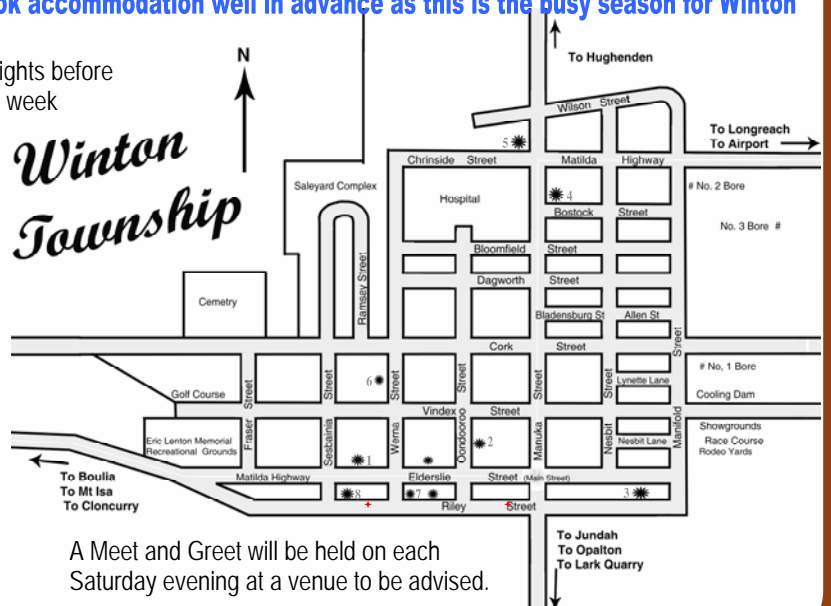 ok accommodation well in advance as this is the busy season for Winton
ights before
week
Winton
Township
N
To Hughenden
Wilson Street
To Longreach
To Airport
5
Chrinside Street
Matilda Highway
Saleyard Complex
Hospital
4
# No. 2 Bore
Bostock Street
No. 3 Bore #
Bloomfield Street
Ramsay Street
Dagworth Street
Cemetry
Bladensburg St
Allen St
Cork Street
Manifold Street
# No, 1 Bore
6
Lynette Lane
Golf Course
Cooling Dam
Fraser Street
Sesbainia Street
Werna Street
Oondooroo Street
Manuka Street
Nesbit Street
Vindex Street
Showgrounds
Race Course
Rodeo Yards
Eric Lenton Memorial
Recreational Grounds
2
Nesbit Lane
1
To Boulia
To Mt Isa
To Cloncurry
Matilda Highway
Elderslie Street (Main Street)
8
7
3
Riley Street
To Jundah
To Opalton
To Lark Quarry
A Meet and Greet will be held on each
Saturday evening at a venue to be advised.